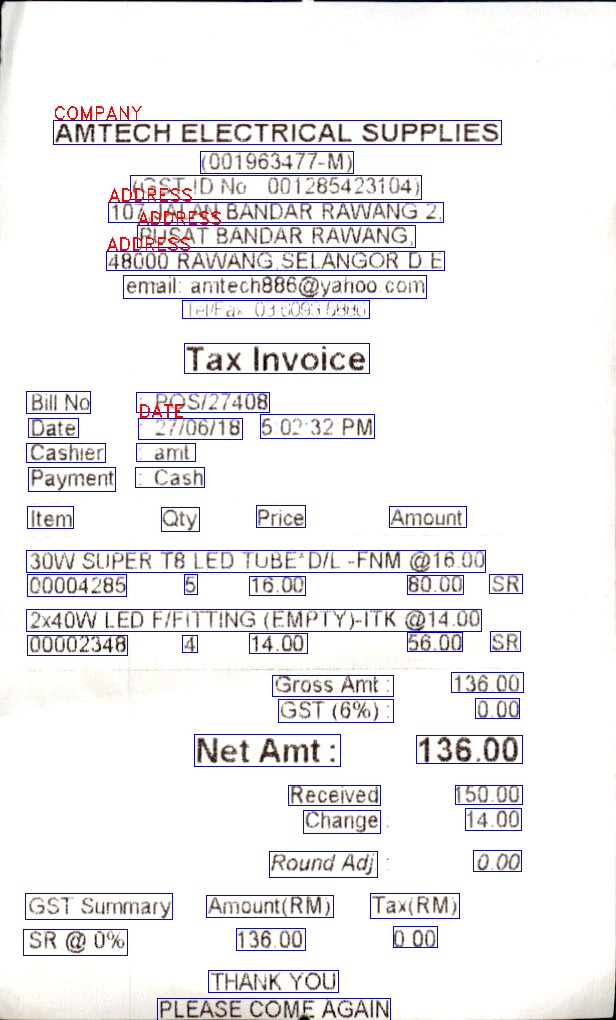 COMPANY
AMTECH ELECTRICAL SUPPLIES
(001963477-M)
(GST ID No 001285423104)
ADDRESS
107 JALAN BANDAR RAWANG 2,
ADDRESS
PUSAT BANDAR RAWANG,
ADDRESS
48000 RAWANG,SELANGOR D.E
email: amtech886@yahoo.com
Tel/Fax
Tax Invoice
Bill No : POS/27408
DATE
Date : 27/06/18 5:02:32 PM
Cashier : amt
Payment : Cash
Item Qty Price Amount
30W SUPER T8 LED TUBE*D/L -FNM @16.00
00004285 5 16.00 80.00 SR
2x40W LED F/FITTING (EMPTY)-ITK @14.00
00002348 4 14.00 56.00 SR
Gross Amt : 136.00
GST (6%) : 0.00
Net Amt : 136.00
Received 150.00
Change : 14.00
Round Adj : 0.00
GST Summary Amount(RM) Tax(RM)
SR @ 0% 136.00 0.00
THANK YOU
PLEASE COME AGAIN